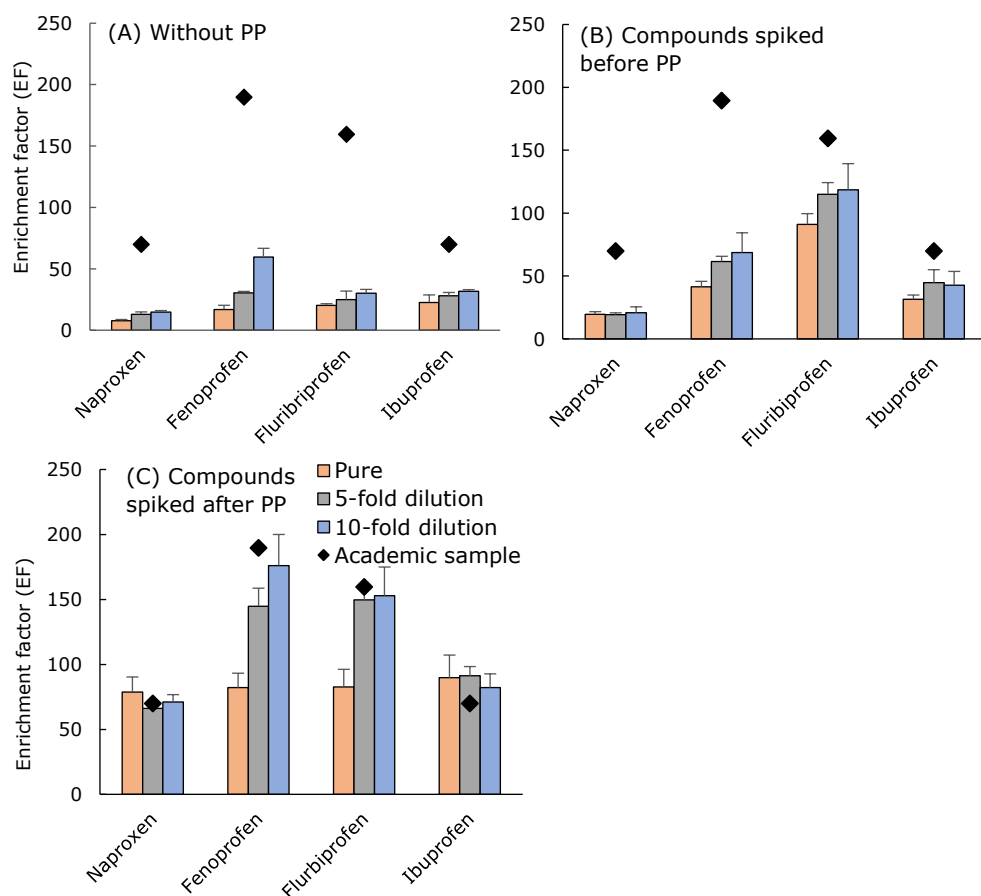 (A) Without PP
Enrichment factor (EF)
250
200
150
100
50
0
Naproxen
Fenoprofen
Fluribriprofen
Ibuprofen
(B) Compounds spiked
before PP
250
200
150
100
50
0
Naproxen
Fenoprofen
Fluribiprofen
Ibuprofen
(C) Compounds
spiked after PP
Enrichment factor (EF)
250
200
150
100
50
0
Pure
5-fold dilution
10-fold dilution
Academic sample
Naproxen
Fenoprofen
Flurbiprofen
Ibuprofen